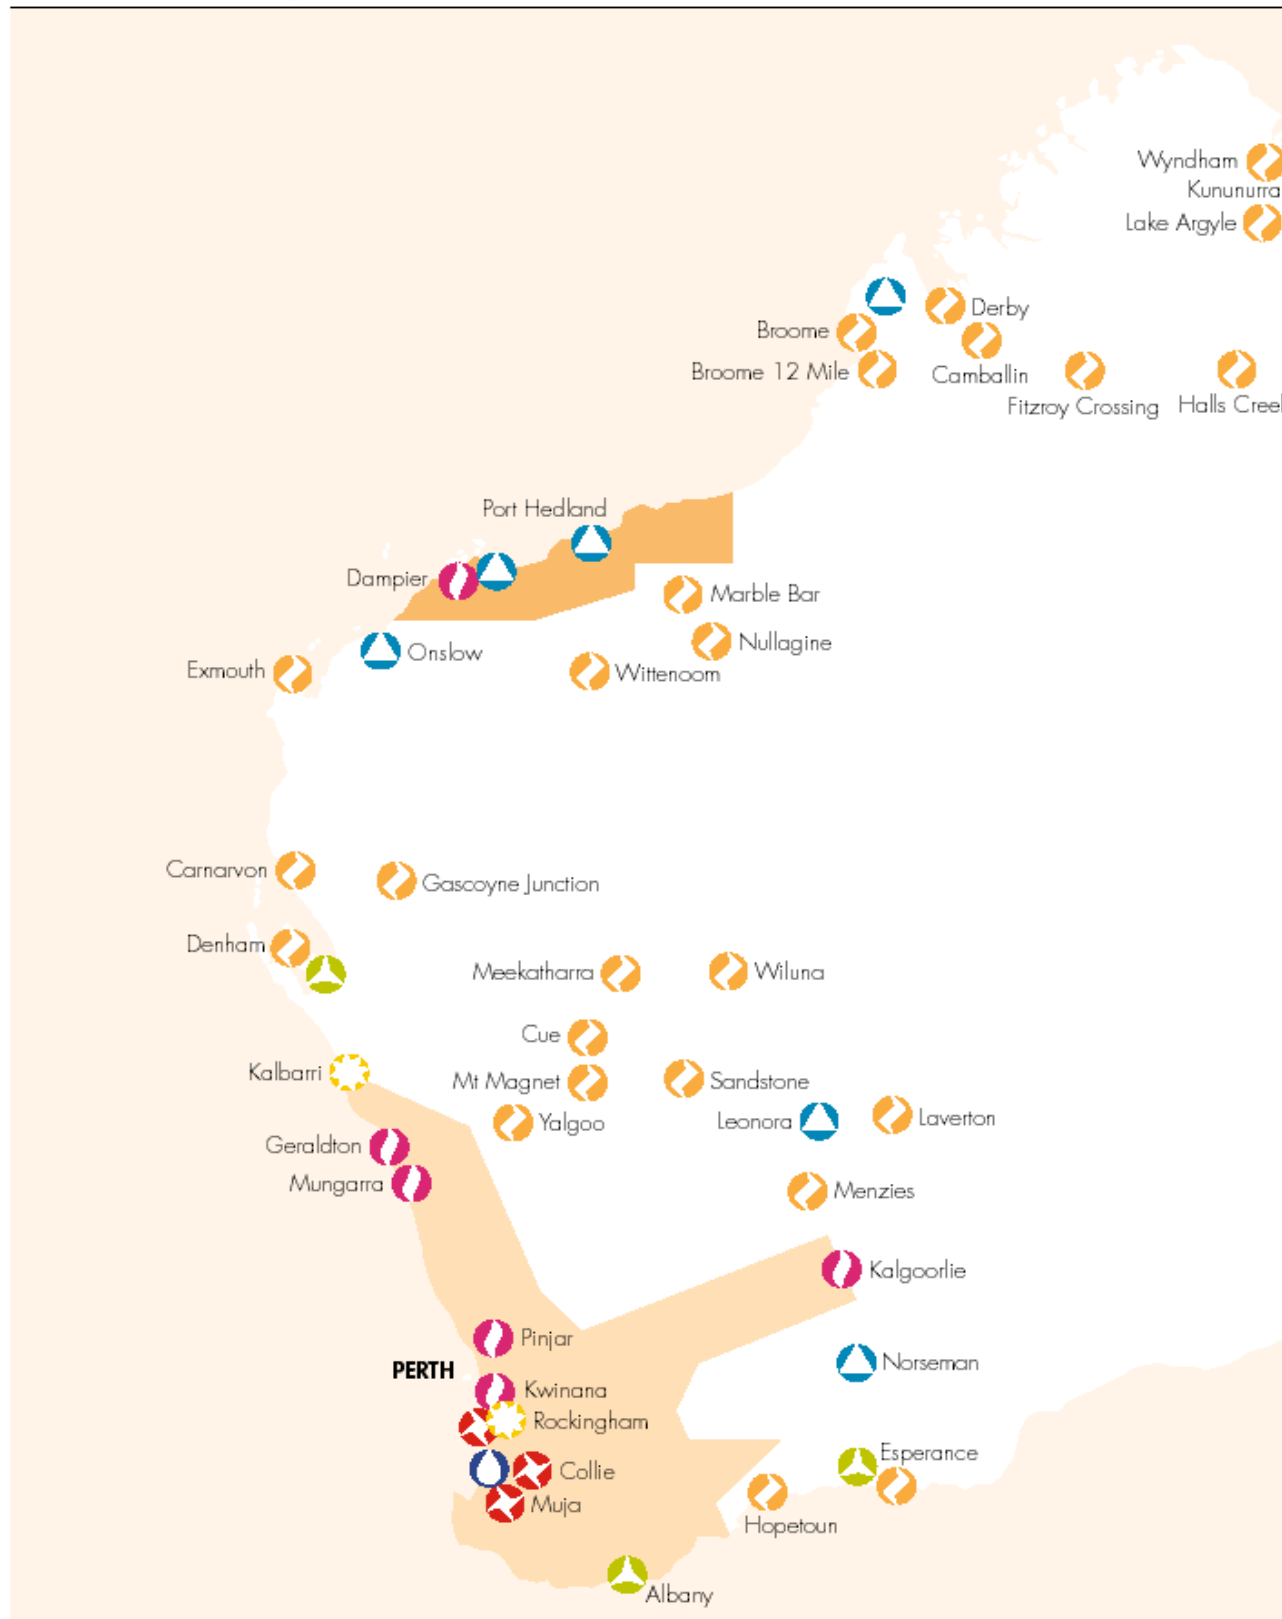 Wyndham
Kununurra
Lake Argyle
Derby
Broome
Broome 12 Mile
Camballin
Fitzroy Crossing
Halls Creek
Port Hedland
Dampier
Marble Bar
Nullagine
Onslow
Exmouth
Wittenoom
Carnarvon
Gascoyne Junction
Denham
Meekatharra
Wiluna
Cue
Kalbarri
Mt Magnet
Sandstone
Yalgoo
Leonora
Laverton
Geraldton
Mungarra
Menzies
Kalgoorlie
Pinjar
PERTH
Norseman
Kwinana
Rockingham
Esperance
Collie
Muja
Hopetoun
Albany